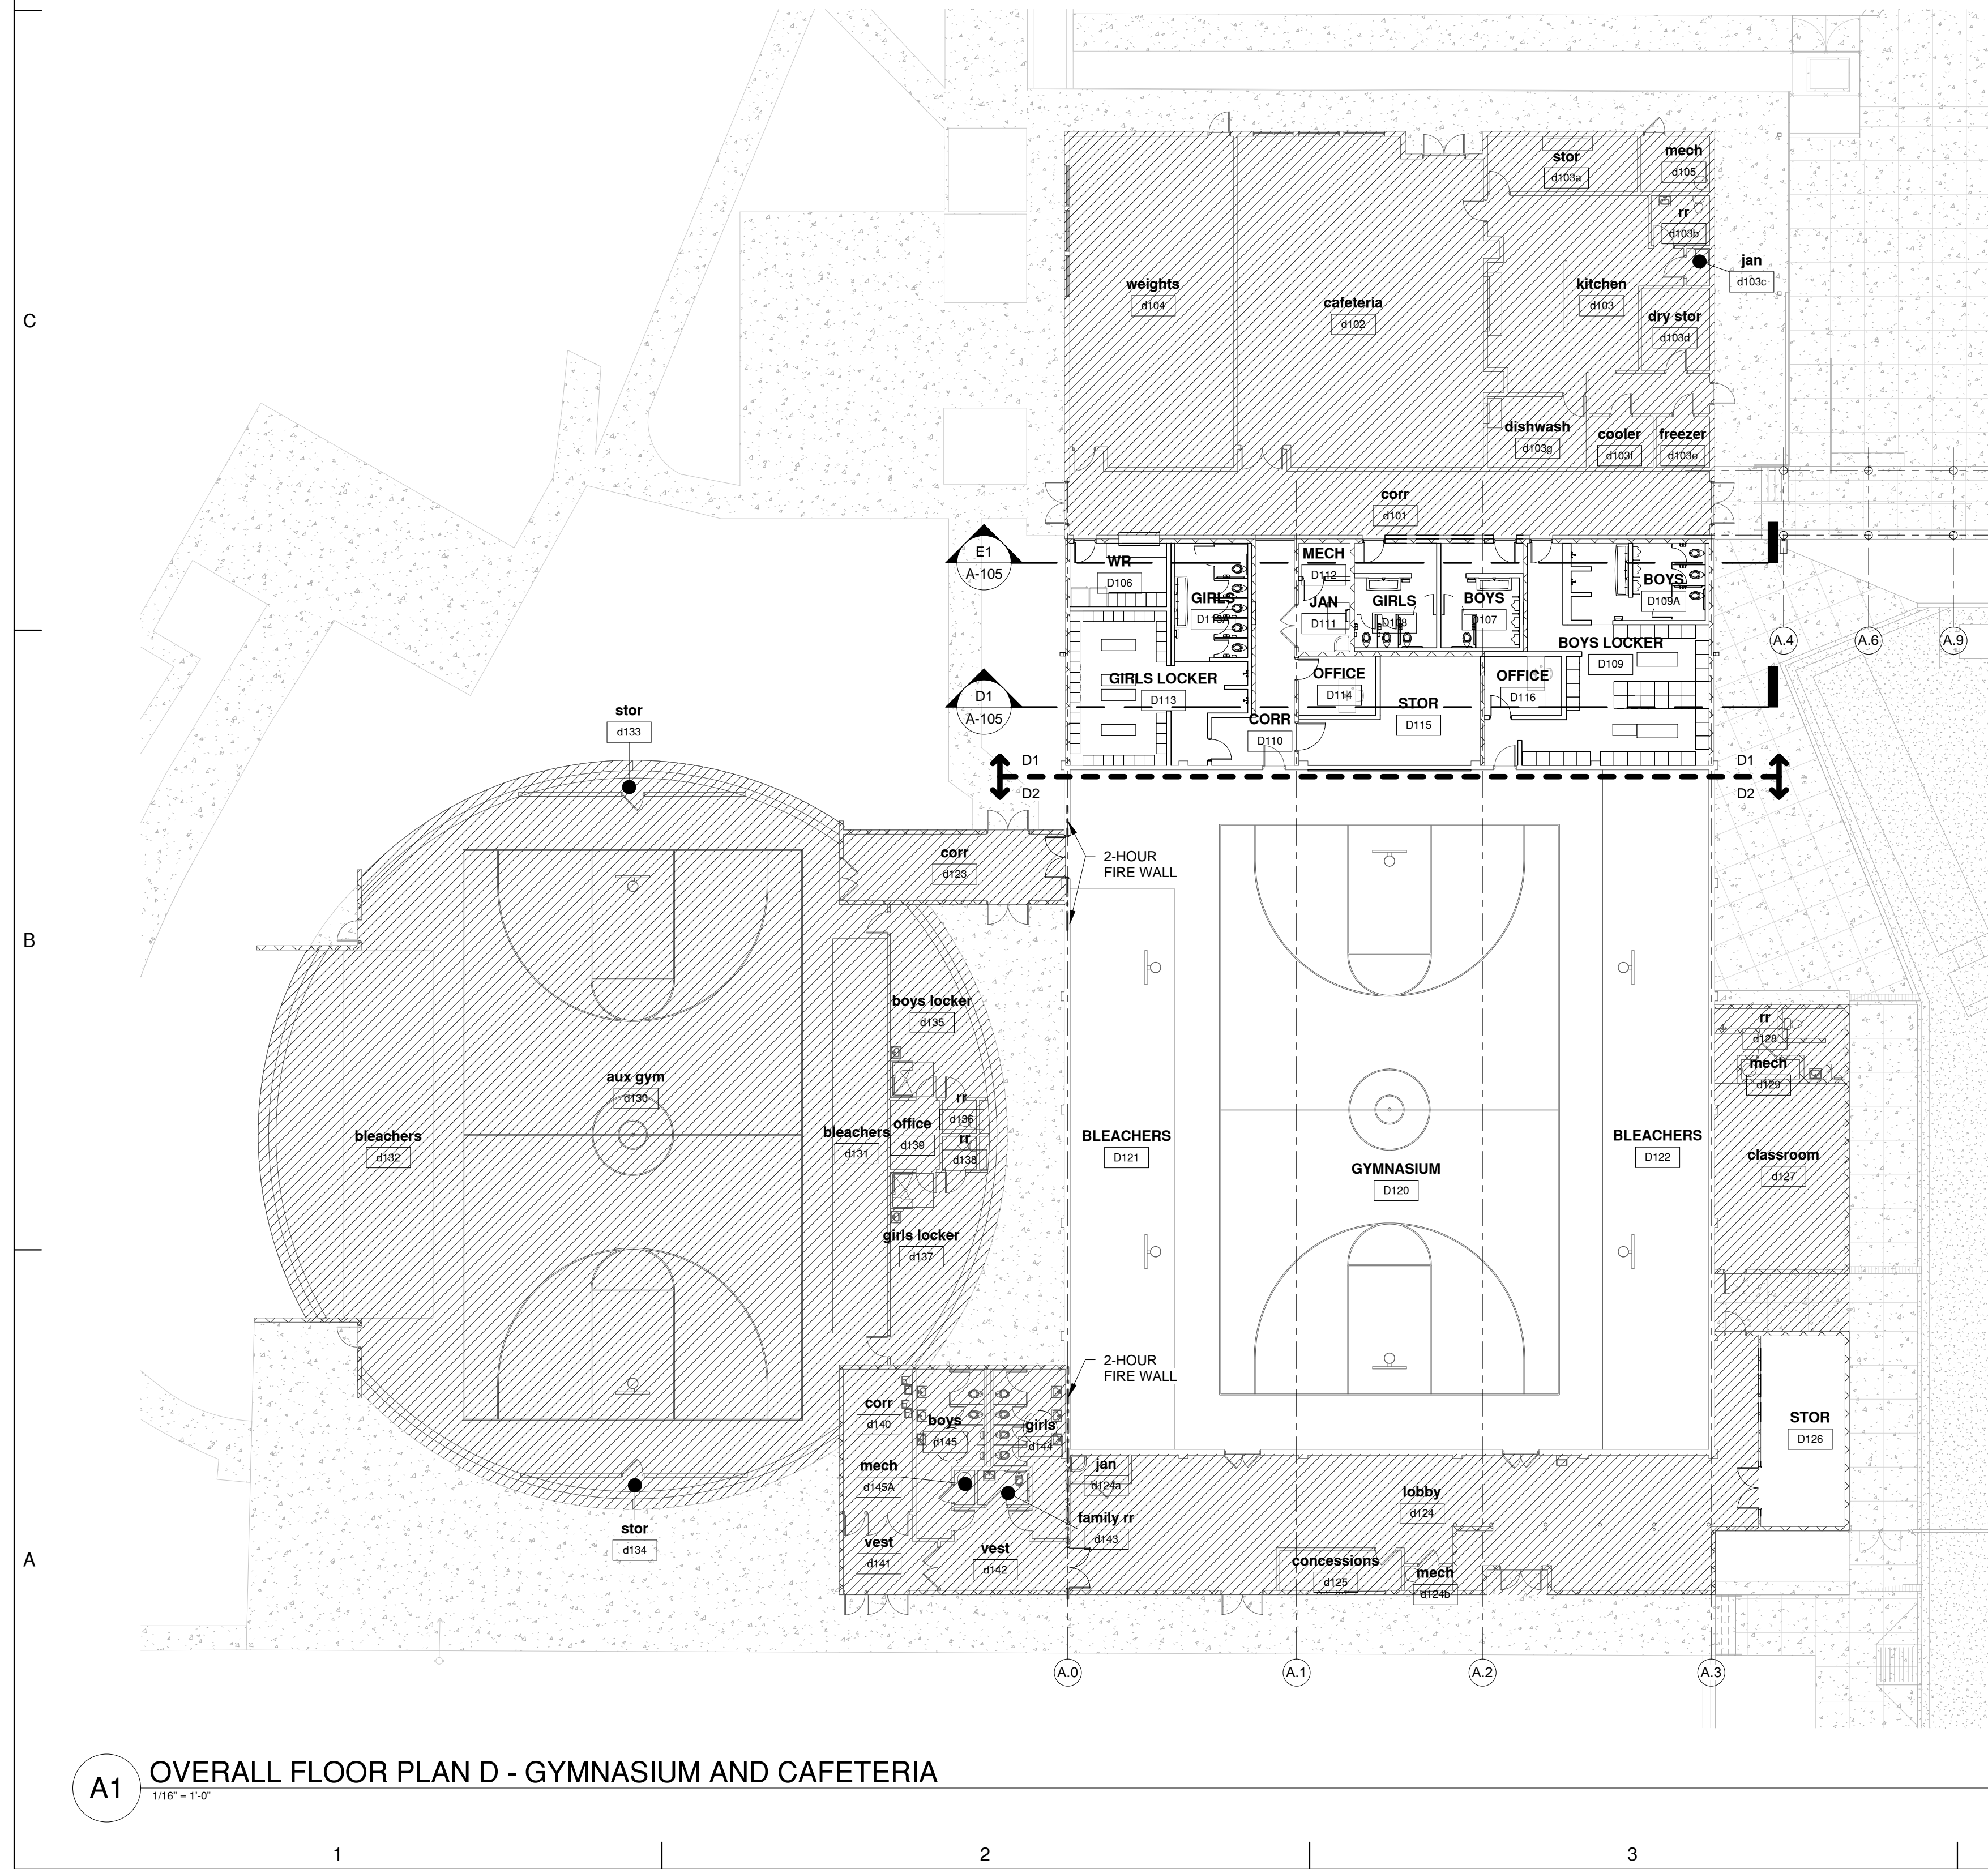 stor
d103a
mech
d105
rr
d103b
jan
d103c
weights
d104
cafeteria
d102
kitchen
d103
dry stor
d103d
C
dishwash
d103g
cooler
d103f
freezer
d103e
corr
d101
E1
A-105
WR
D106
GIRLS
D113A
MECH
D112
JAN
D111
GIRLS
D108
BOYS
D107
BOYS
D109A
BOYS LOCKER
D109
A.4
A.6
A.9
D1
A-105
GIRLS LOCKER
D113
OFFICE
D114
STOR
D115
OFFICE
D116
CORR
D110
stor
d133
D1
D2
D1
D2
corr
d123
2-HOUR
FIRE WALL
B
boys locker
d135
rr
d128
mech
d129
aux gym
d130
rr
d136
office
d139
rr
d138
bleachers
d132
bleachers
d131
BLEACHERS
D121
GYMNASIUM
D120
BLEACHERS
D122
classroom
d127
girls locker
d137
2-HOUR
FIRE WALL
corr
d140
boys
d145
girls
d144
STOR
D126
mech
d145A
jan
d124a
lobby
d124
family rr
d143
stor
d134
vest
d141
vest
d142
concessions
d125
mech
d124b
A
A.0
A.1
A.2
A.3
A1
OVERALL FLOOR PLAN D - GYMNASIUM AND CAFETERIA
1/16" = 1'-0"
1
2
3